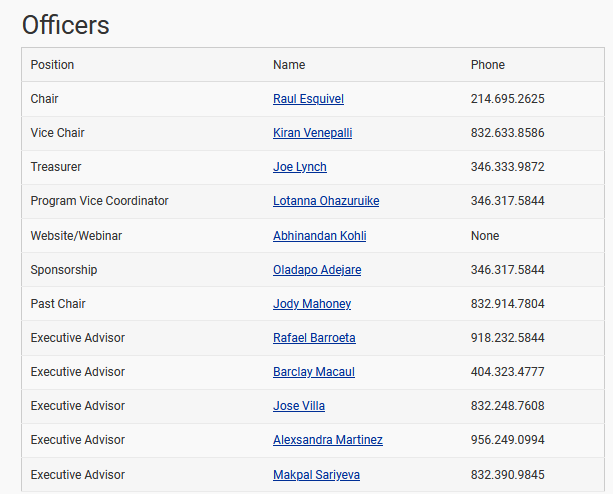 Officers
Position Name Phone
Chair Raul Esquivel 214.695.2625
Vice Chair Kiran Venepalli 832.633.8586
Treasurer Joe Lynch 346.333.9872
Program Vice Coordinator Lotanna Ohazuruike 346.317.5844
Website/Webinar Abhinandan Kohli None
Sponsorship Oladapo Adejare 346.317.5844
Past Chair Jody Mahoney 832.914.7804
Executive Advisor Rafael Barroeta 918.232.5844
Executive Advisor Barclay Macaul 404.323.4777
Executive Advisor Jose Villa 832.248.7608
Executive Advisor Alexsandra Martinez 956.249.0994
Executive Advisor Makpal Sariyeva 832.390.9845